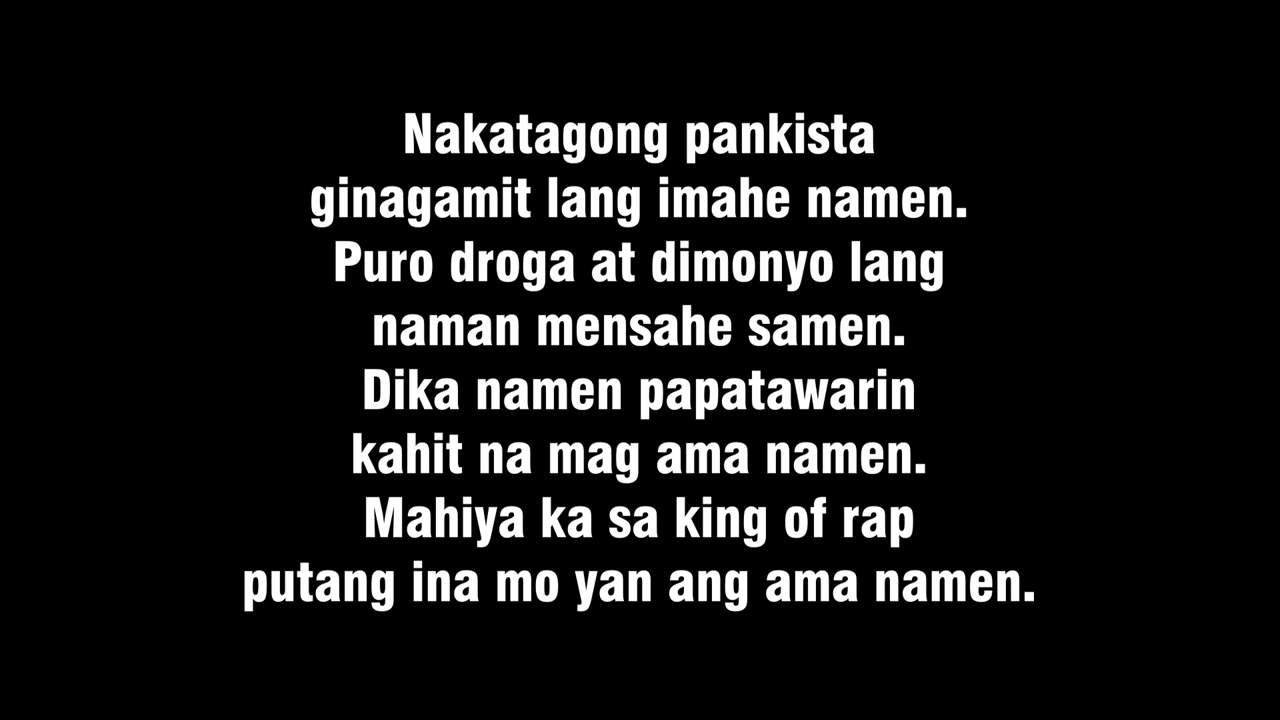 Nakatagong pankista
ginagamit lang imahe namen.
Puro droga at dimonyo lang
naman mensahe samen.
Dika namen papatawarin
kahit na mag ama namen.
Mahiya ka sa king of rap
putang ina mo yan ang ama namen.